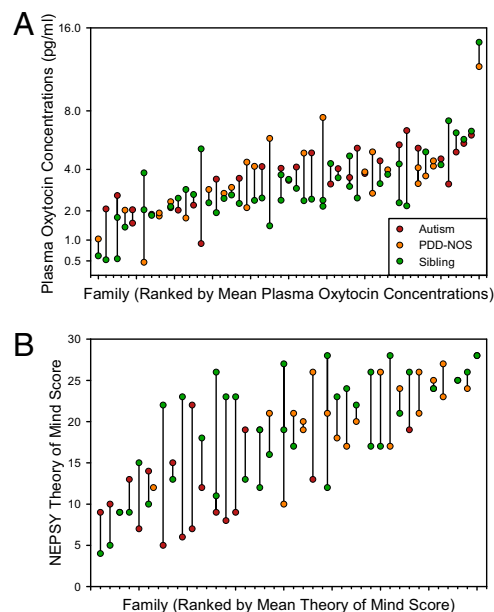 A
Plasma Oxytocin Concentrations (pg/ml)
16.0
8.0
4.0
2.0
1.0
0.5
Autism
PDD-NOS
Sibling
Family (Ranked by Mean Plasma Oxytocin Concentrations)
B
NEPSY Theory of Mind Score
30
25
20
15
10
5
0
Family (Ranked by Mean Theory of Mind Score)